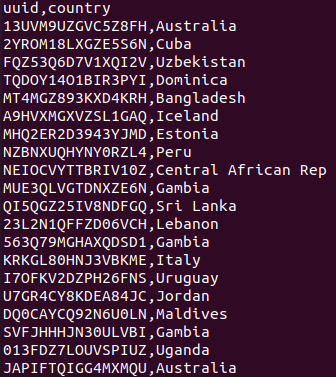 uuid,country
13UVM9UZGVC5Z8FH,Australia
2YROM18LXGZE5S6N,Cuba
FQZ53Q6D7V1XQI2V,Uzbekistan
TQDOY14O1BIR3PYI,Dominica
MT4MGZ893KXD4KRH,Bangladesh
A9HVXMGXVZSL1GAQ,Iceland
MHQ2ER2D3943YJMD,Estonia
NZBNXUQHYNY0RZL4,Peru
NEIOCVYTTBRIV10Z,Central African Rep
MUE3QLVGTDNXZE6N,Gambia
QI5QGZ25IV8NDFGQ,Sri Lanka
23L2N1QFFZD06VCH,Lebanon
563Q79MGHAXQDSD1,Gambia
KRKGL80HNJ3VBKME,Italy
I7OFKV2DZPH26FNS,Uruguay
U7GR4CY8KDEA84JC,Jordan
DQ0CAYCQ92N6U0LN,Maldives
SVFJHHHJN30ULVBI,Gambia
013FDZ7LOUVSPIUZ,Uganda
JAPIFTQIGG4MXMQU,Australia